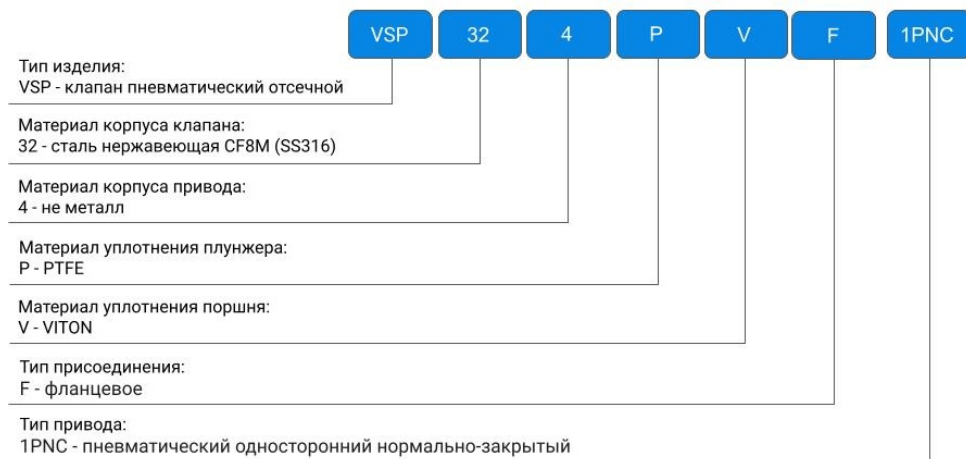 VSP 32 4 P V F 1PNC
Тип изделия:
VSP - клапан пневматический отсечной
Материал корпуса клапана:
32 - сталь нержавеющая CF8M (SS316)
Материал корпуса привода:
4 - не металл
Материал уплотнения плунжера:
P - PTFE
Материал уплотнения поршня:
V - VITON
Тип присоединения:
F - фланцевое
Тип привода:
1PNC - пневматический односторонний нормально-закрытый